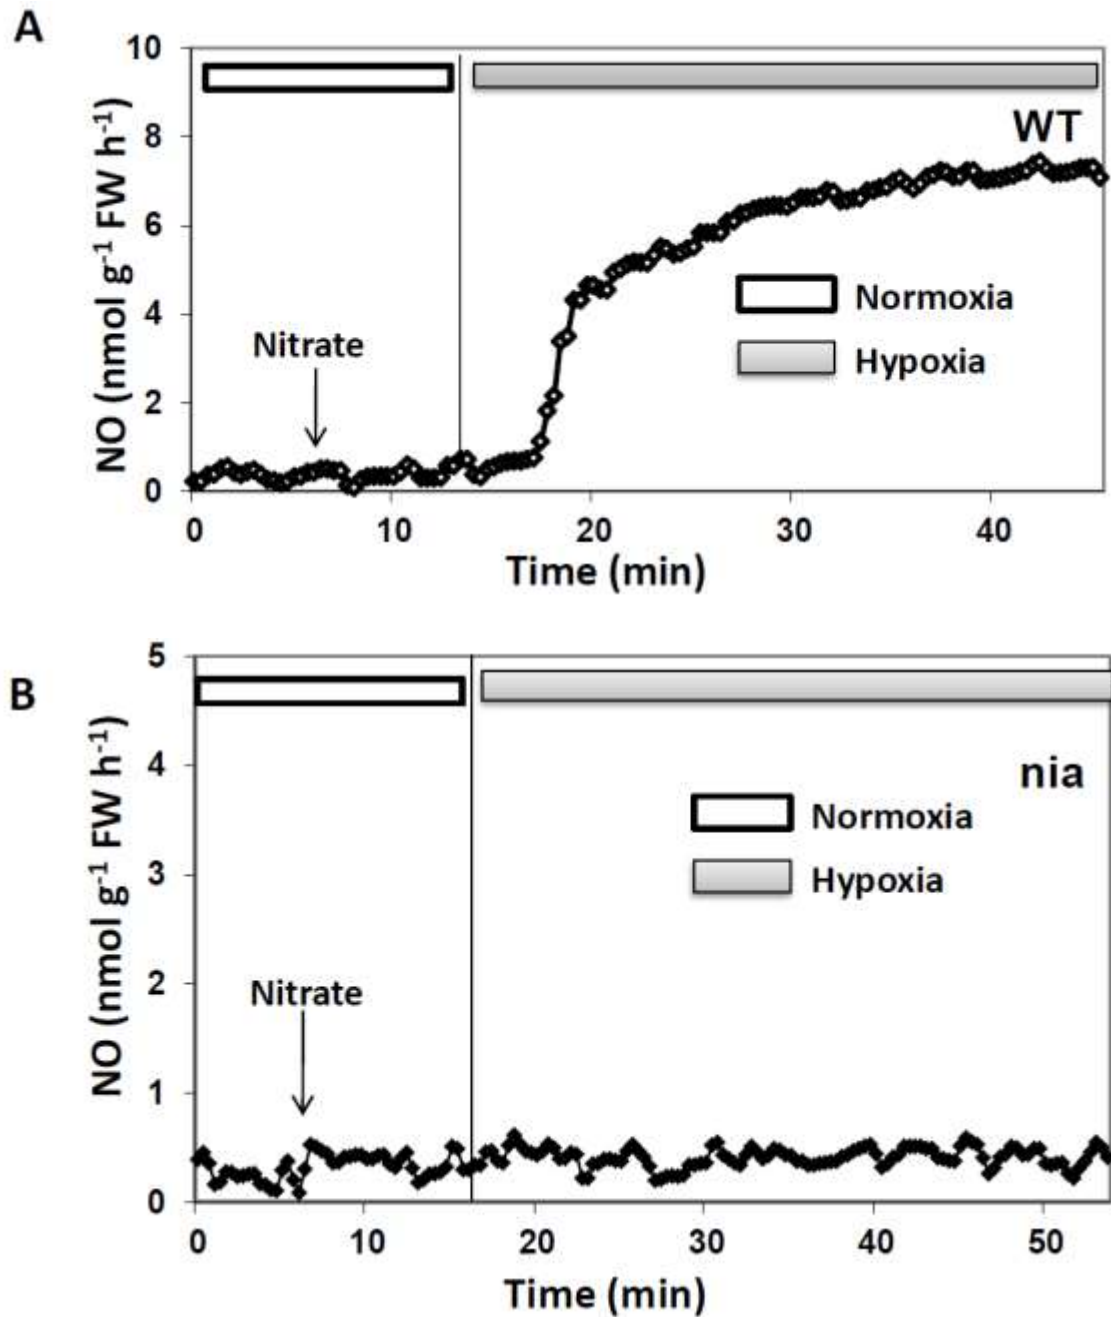 A
10
8
6
4
2
0
NO (nmol g⁻¹ FW h⁻¹)
WT
Nitrate
Normoxia
Hypoxia
0 10 20 30 40
Time (min)
B
5
4
3
2
1
0
NO (nmol g⁻¹ FW h⁻¹)
nia
Normoxia
Hypoxia
Nitrate
0 10 20 30 40 50
Time (min)